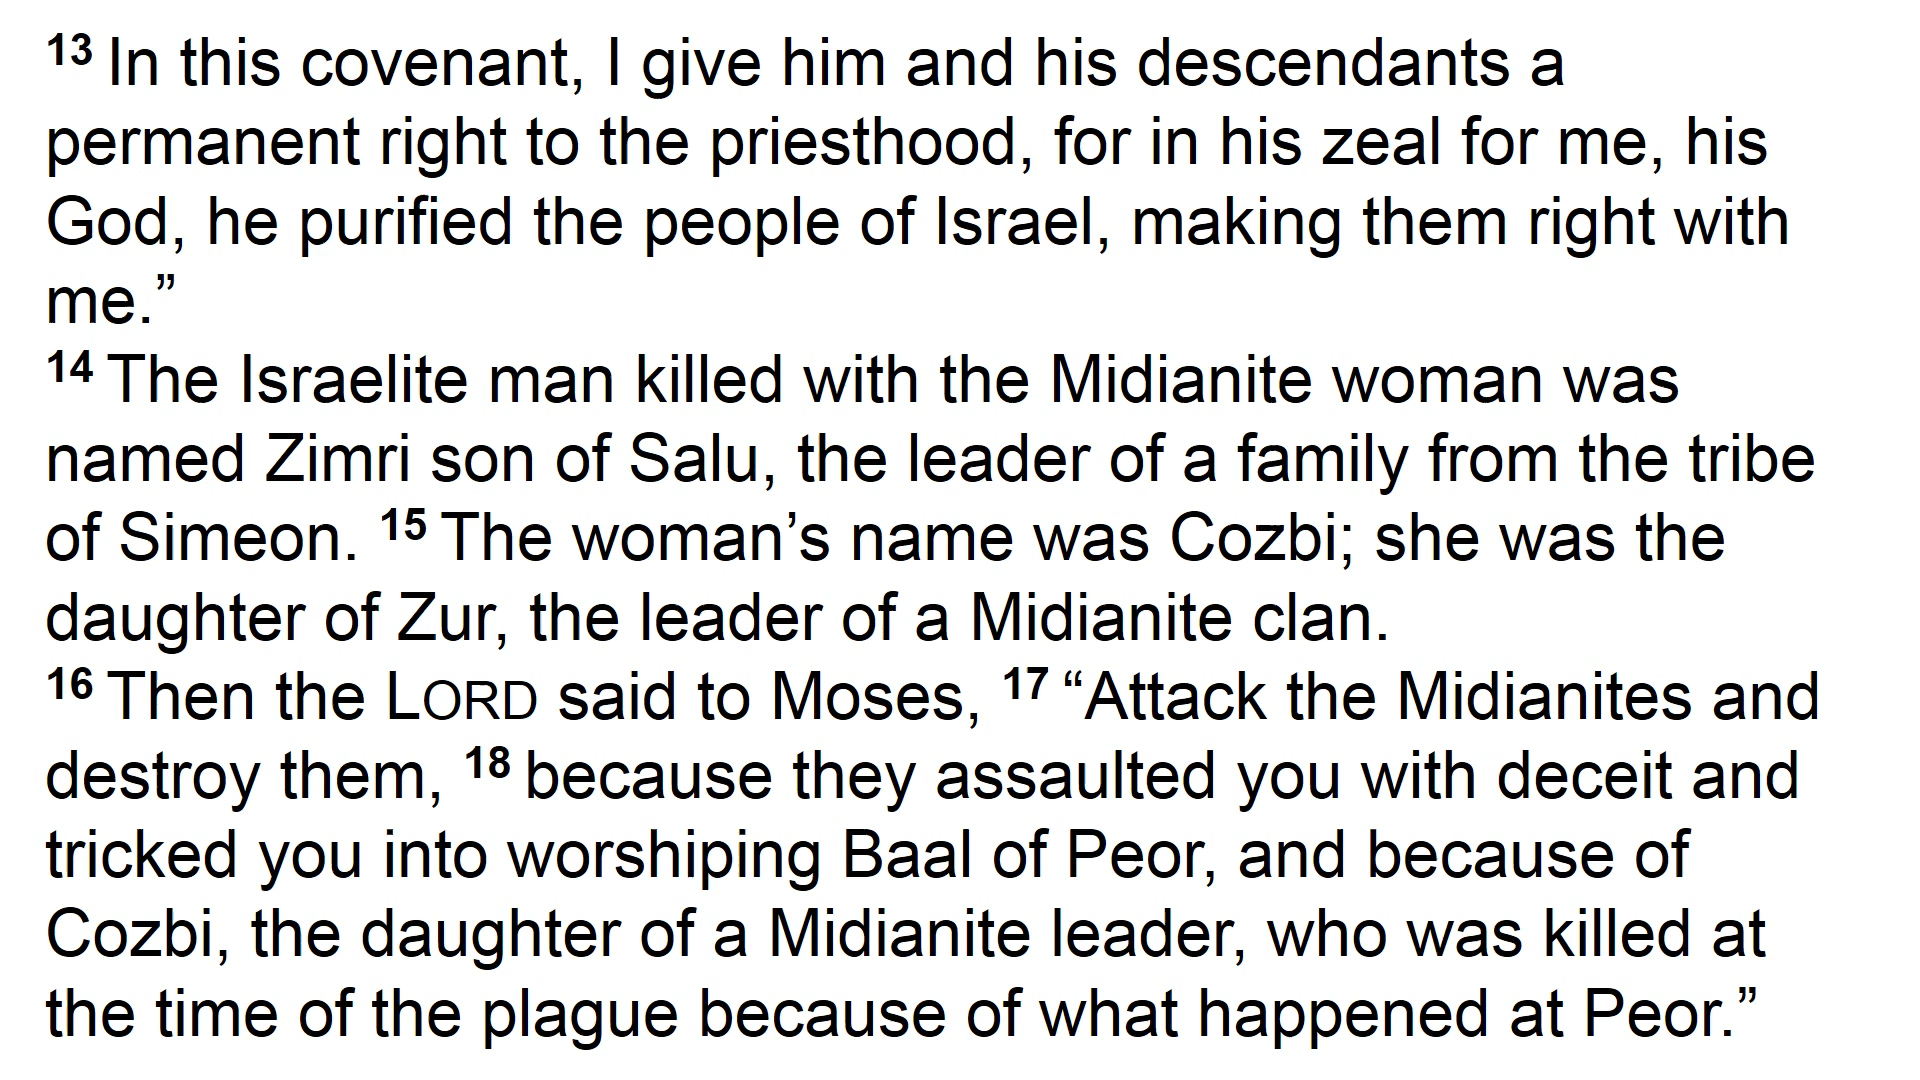 13 In this covenant, I give him and his descendants a
permanent right to the priesthood, for in his zeal for me, his
God, he purified the people of Israel, making them right with
me.”
14 The Israelite man killed with the Midianite woman was
named Zimri son of Salu, the leader of a family from the tribe
of Simeon. 15 The woman’s name was Cozbi; she was the
daughter of Zur, the leader of a Midianite clan.
16 Then the LORD said to Moses, 17 “Attack the Midianites and
destroy them, 18 because they assaulted you with deceit and
tricked you into worshiping Baal of Peor, and because of
Cozbi, the daughter of a Midianite leader, who was killed at
the time of the plague because of what happened at Peor.”